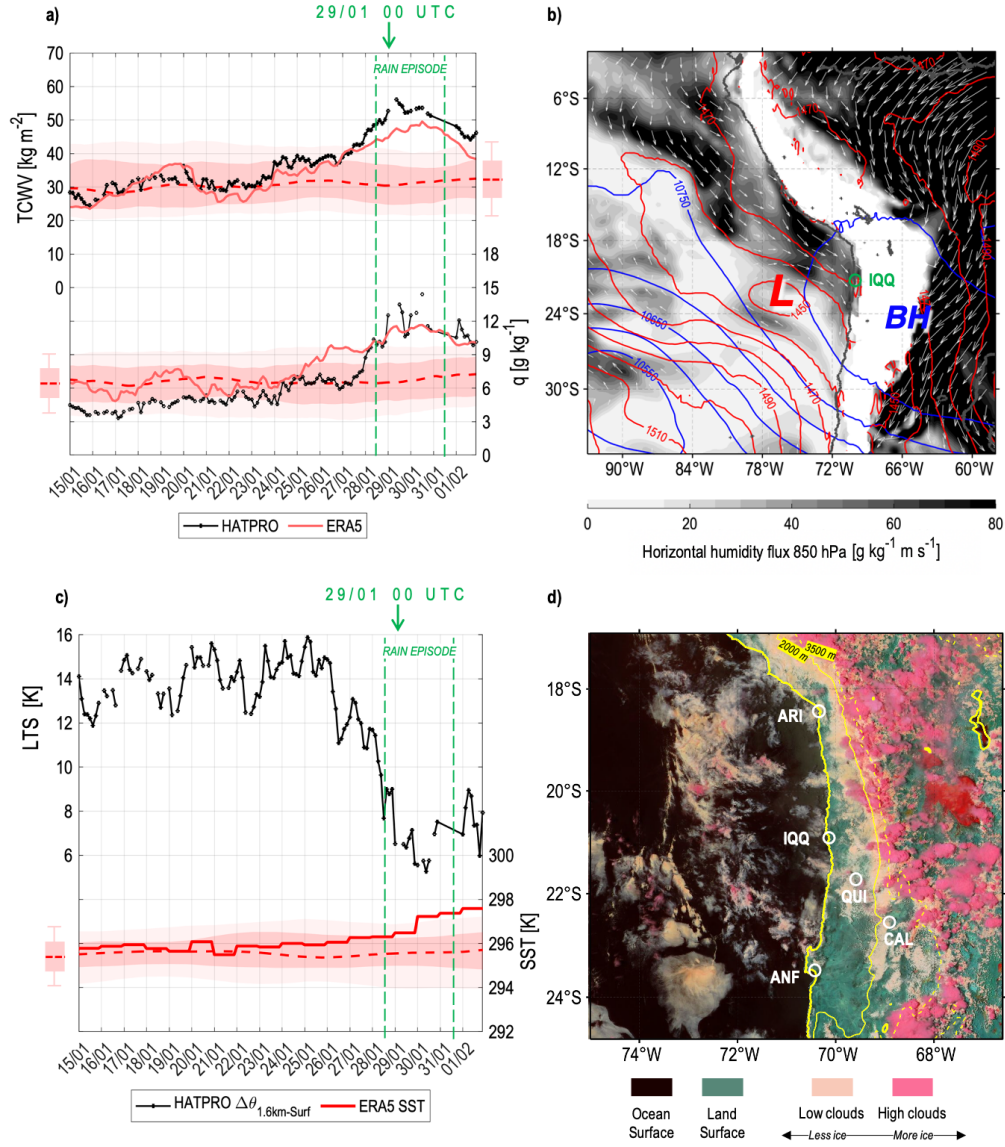 a)
29/01 00 UTC
RAIN EPISODE
TCWV [kg m-2]
70
60
50
40
30
20
10
0
18
15
12
9
6
3
0
q [g kg-1]
15/01
16/01
17/01
18/01
19/01
20/01
21/01
22/01
23/01
24/01
25/01
26/01
27/01
28/01
29/01
30/01
31/01
01/02
HATPRO
ERA5
b)
6°S
12°S
18°S
24°S
30°S
1470
1470
1470
10750
1490
IQQ
L
1450
BH
10650
10550
1470
1490
1510
90°W
84°W
78°W
72°W
66°W
60°W
0
20
40
60
80
Horizontal humidity flux 850 hPa [g kg-1 m s-1]
c)
29/01 00 UTC
RAIN EPISODE
LTS [K]
16
14
12
10
8
6
300
298
296
294
292
SST [K]
15/01
16/01
17/01
18/01
19/01
20/01
21/01
22/01
23/01
24/01
25/01
26/01
27/01
28/01
29/01
30/01
31/01
01/02
HATPRO Δθ1.6km-Surf
ERA5 SST
d)
2000 m
3500 m
18°S
ARI
20°S
IQQ
QUI
22°S
CAL
ANF
24°S
74°W
72°W
70°W
68°W
Ocean Surface
Land Surface
Low clouds
High clouds
Less ice
More ice